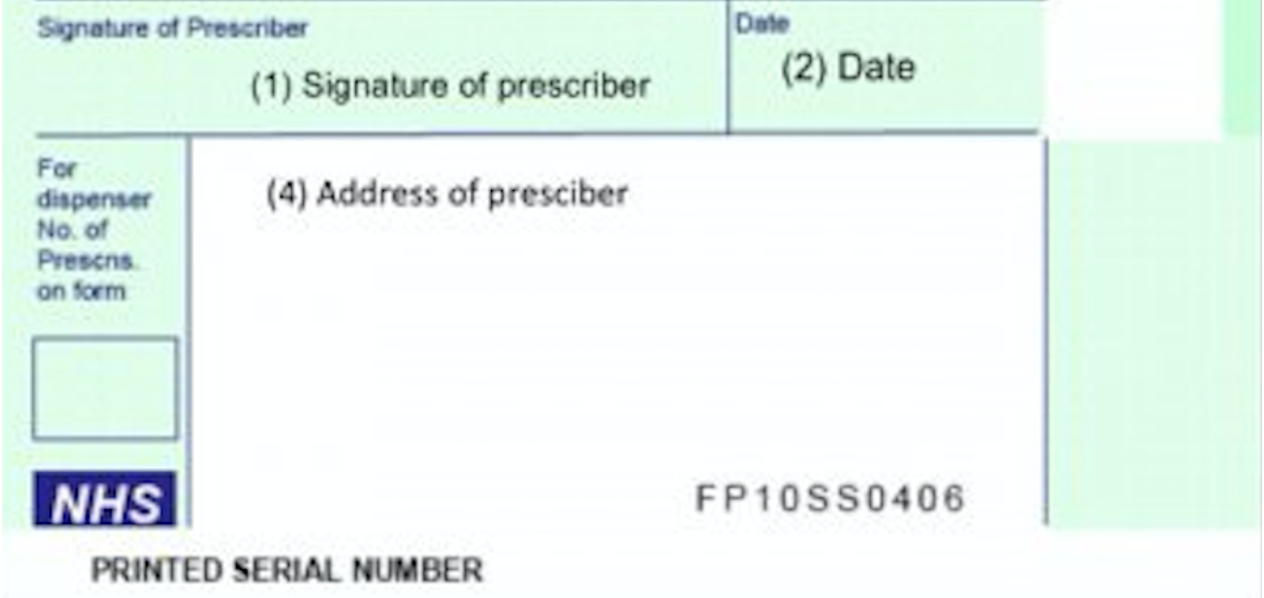 Signature of Prescriber
Date
(1) Signature of prescriber
(2) Date
For
dispenser
No. of
Prescns.
on form
(4) Address of presciber
NHS
FP10SS0406
PRINTED SERIAL NUMBER